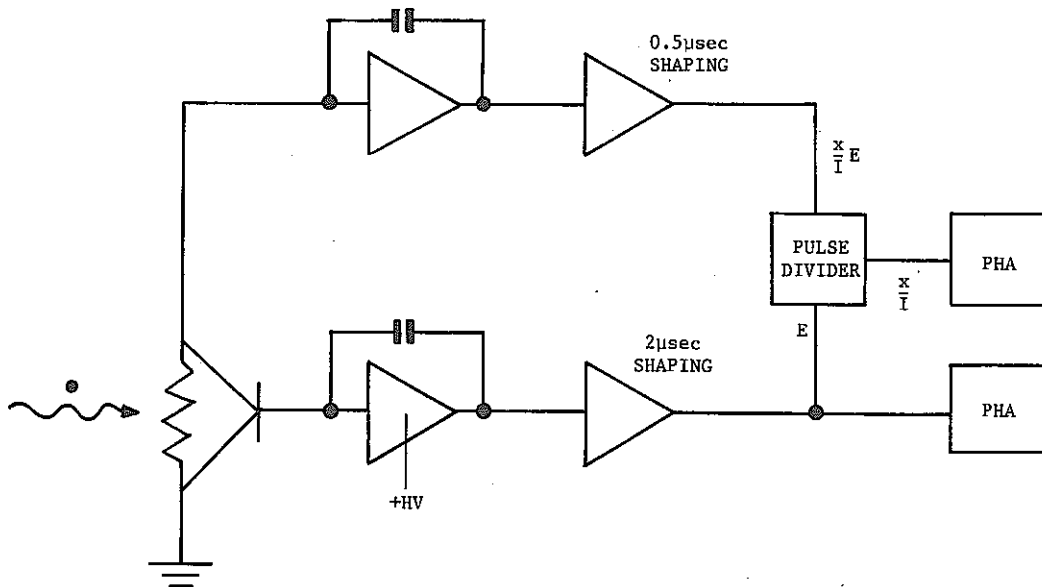 0.5μsec
SHAPING
x/I E
PULSE
DIVIDER
x/I
PHA
E
2μsec
SHAPING
PHA
+HV